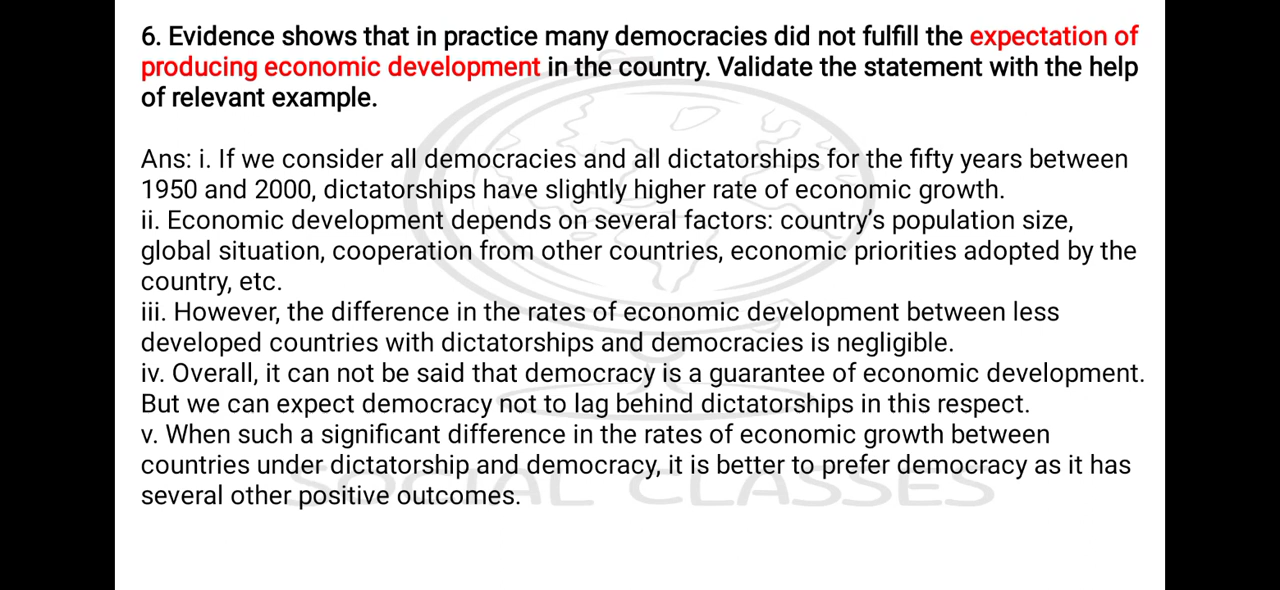 6. Evidence shows that in practice many democracies did not fulfill the expectation of
producing economic development in the country. Validate the statement with the help
of relevant example.
Ans: i. If we consider all democracies and all dictatorships for the fifty years between
1950 and 2000, dictatorships have slightly higher rate of economic growth.
ii. Economic development depends on several factors: country’s population size,
global situation, cooperation from other countries, economic priorities adopted by the
country, etc.
iii. However, the difference in the rates of economic development between less
developed countries with dictatorships and democracies is negligible.
iv. Overall, it can not be said that democracy is a guarantee of economic development.
But we can expect democracy not to lag behind dictatorships in this respect.
v. When such a significant difference in the rates of economic growth between
countries under dictatorship and democracy, it is better to prefer democracy as it has
several other positive outcomes.
SOCIAL CLASSES